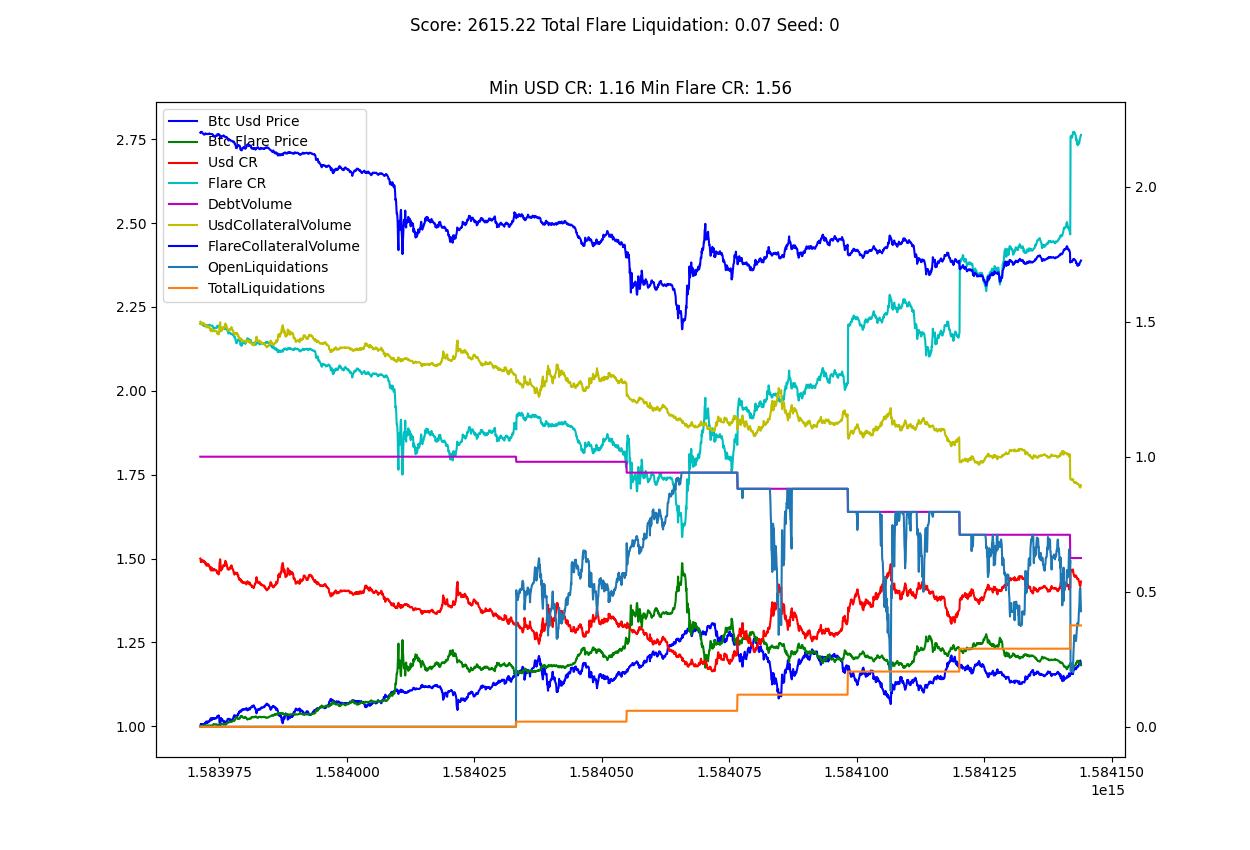 Score: 2615.22 Total Flare Liquidation: 0.07 Seed: 0
Min USD CR: 1.16 Min Flare CR: 1.56
Btc Usd Price
Btc Flare Price
Usd CR
Flare CR
DebtVolume
UsdCollateralVolume
FlareCollateralVolume
OpenLiquidations
TotalLiquidations
2.75
2.50
2.25
2.00
1.75
1.50
1.25
1.00
2.0
1.5
1.0
0.5
0.0
1.583975 1.584000 1.584025 1.584050 1.584075 1.584100 1.584125 1.584150
1e15